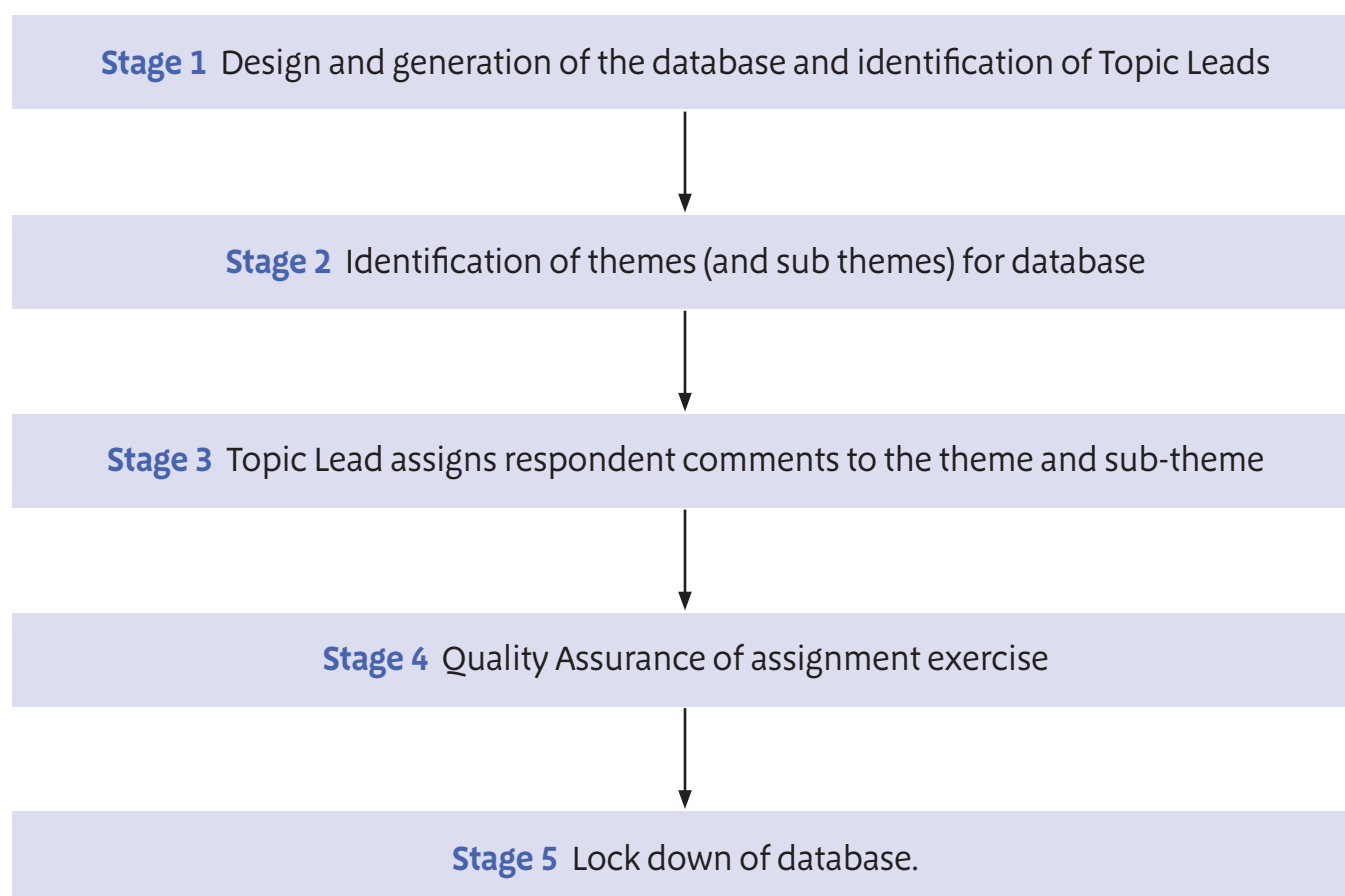 Stage 1 Design and generation of the database and identification of Topic Leads
Stage 2 Identification of themes (and sub themes) for database
Stage 3 Topic Lead assigns respondent comments to the theme and sub-theme
Stage 4 Quality Assurance of assignment exercise
Stage 5 Lock down of database.